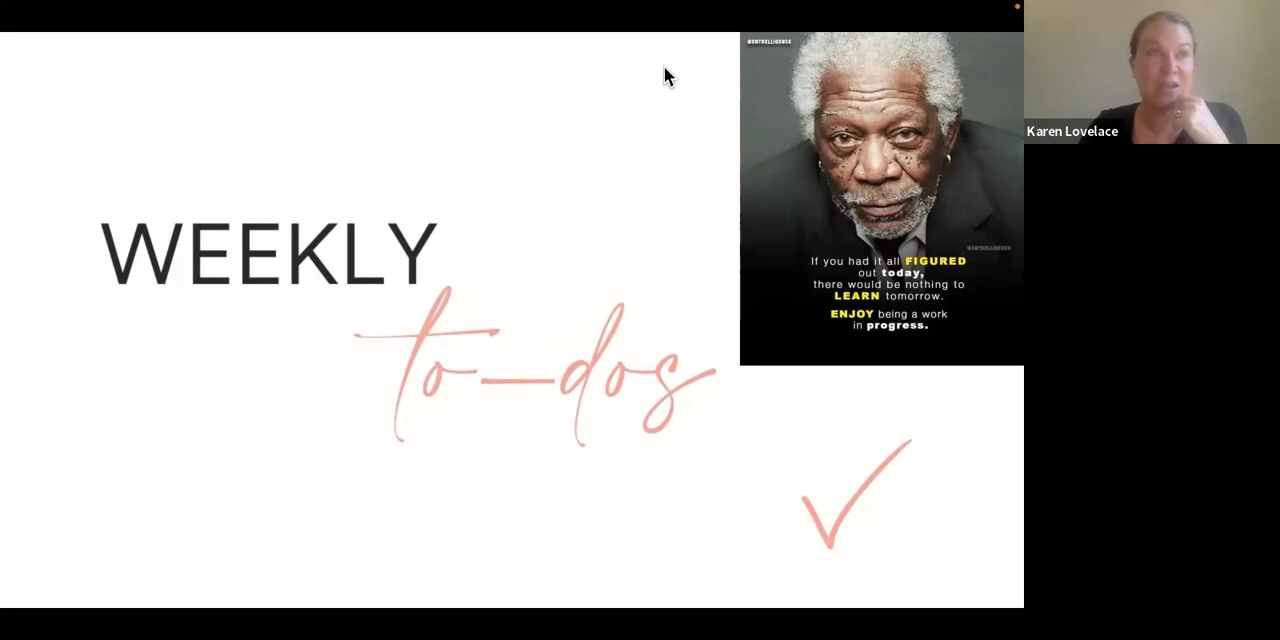 WEEKLY
to-dos
@ENTRELLIGENCE
@ENTRELLIGENCE
If you had it all FIGURED
out today,
there would be nothing to
LEARN tomorrow.
ENJOY being a work
in progress.
Karen Lovelace